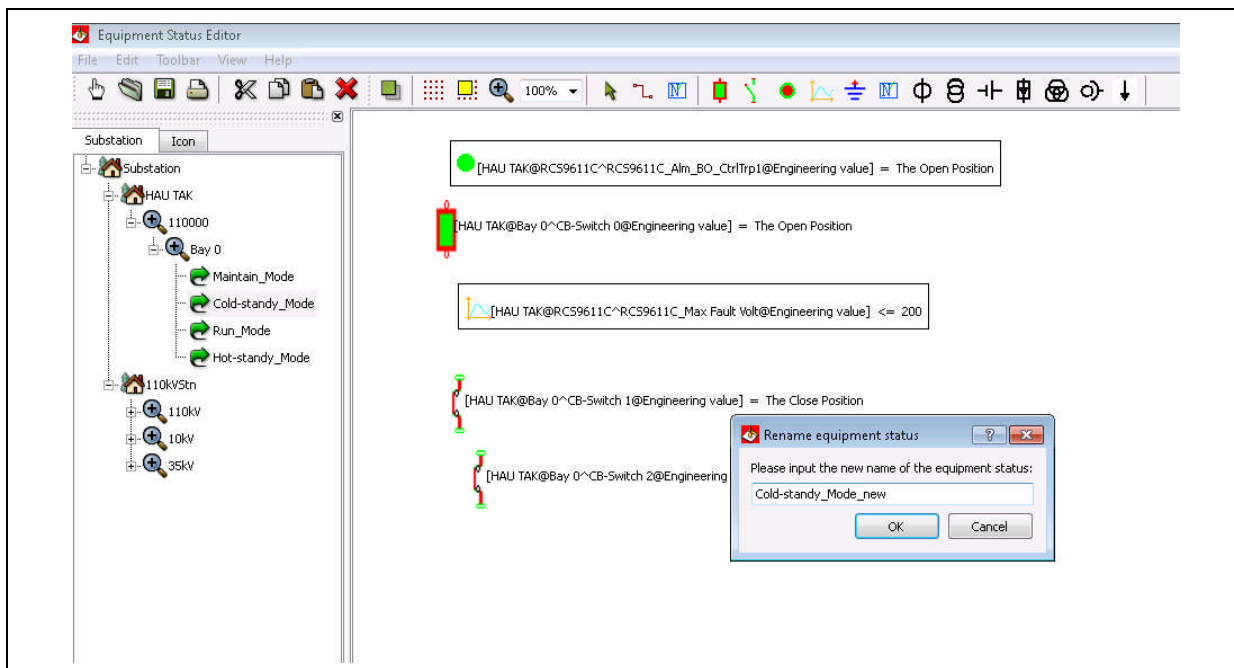 Equipment Status Editor
File Edit Toolbar View Help
100%
Substation Icon
Substation
HAU TAK
110000
Bay 0
Maintain_Mode
Cold-standy_Mode
Run_Mode
Hot-standy_Mode
110kVStn
110kV
10kV
35kV
[HAU TAK@RCS9611C^RCS9611C_Alm_BO_CtrlTrp1@Engineering value] = The Open Position
[HAU TAK@Bay 0^CB-Switch 0@Engineering value] = The Open Position
[HAU TAK@RCS9611C^RCS9611C_Max Fault Volt@Engineering value] <= 200
[HAU TAK@Bay 0^CB-Switch 1@Engineering value] = The Close Position
[HAU TAK@Bay 0^CB-Switch 2@Engineering
Rename equipment status
Please input the new name of the equipment status:
Cold-standy_Mode_new
OK Cancel